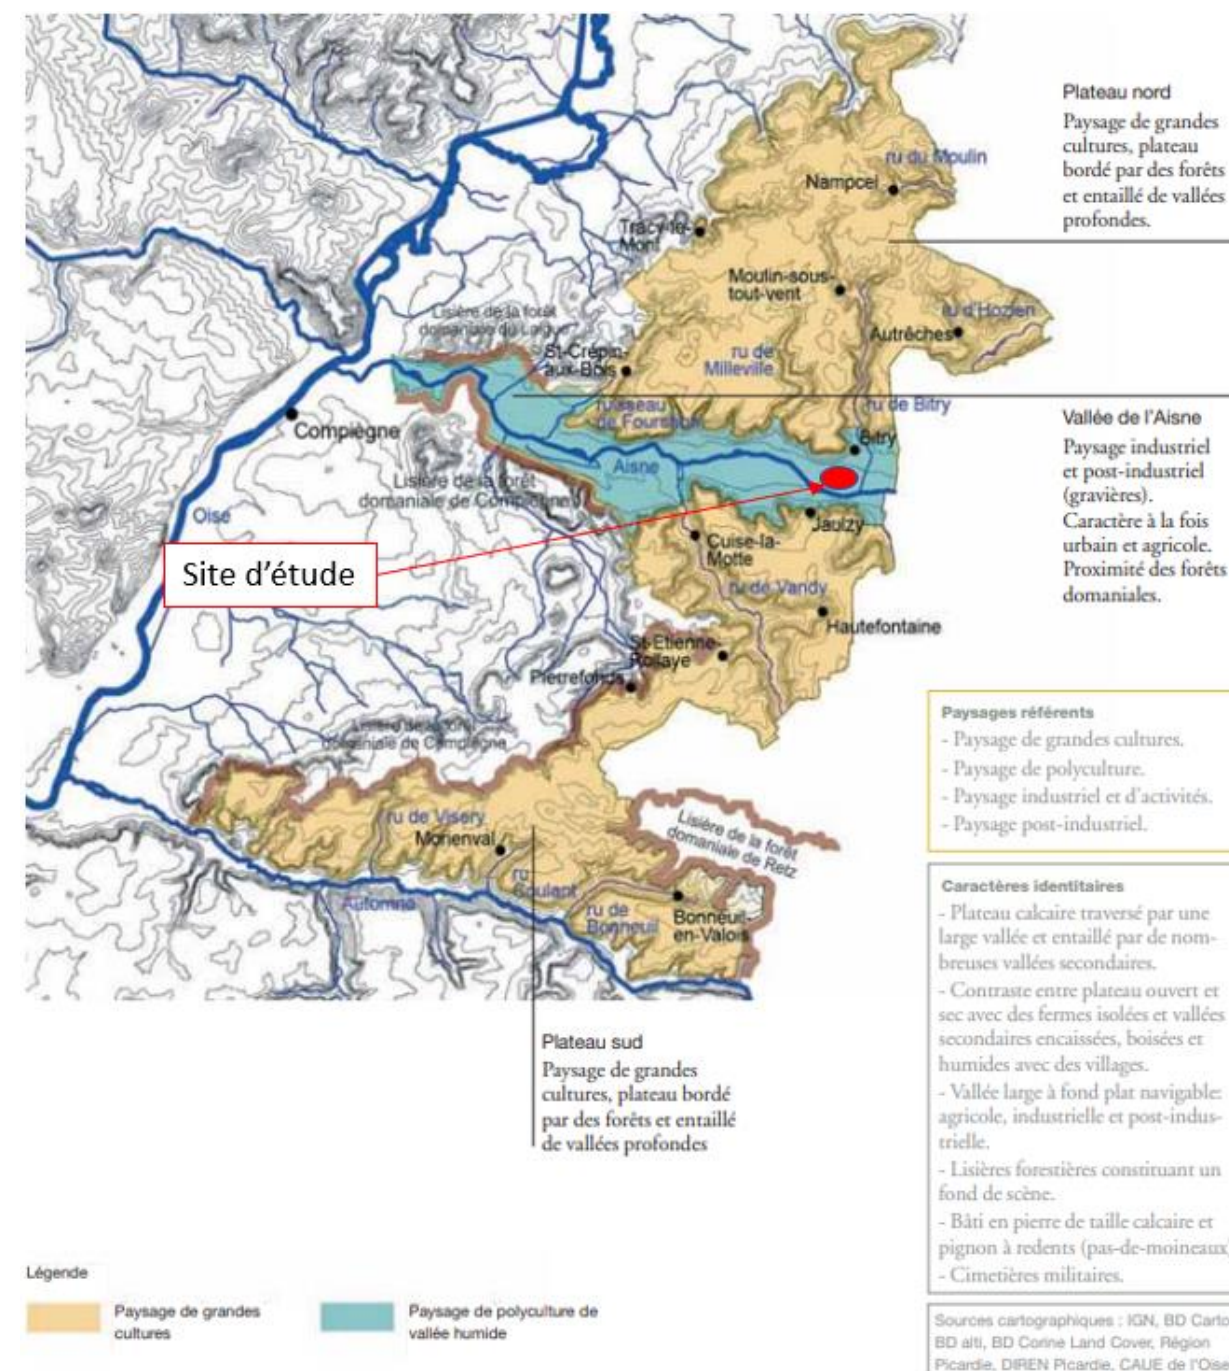 Plateau nord
Paysage de grandes
cultures, plateau
bordé par des forêts
et entaillé de vallées
profondes.
ru du Moulin
Nampcel
Tracy-le-
Mont
Moulin-sous-
tout-vent
ru d'Hozien
Autrêches
Lisière de la forêt
domaniale de Laigue
St-Crépin-
aux-Bois
ru de
Milleville
ruisseau
de
ru de Bitry
Compiègne
Bitry
Vallée de l'Aisne
Paysage industriel
et post-industriel
(gravières).
Caractère à la fois
urbain et agricole.
Proximité des forêts
domaniales.
Aisne
Lisière de la forêt
domaniale de Compiègne
Oise
Jaulzy
Cuise-la-
Motte
Site d'étude
ru de Vandy
Hautefontaine
St-Etienne-
Roilaye
Pierrefonds
Lisière de la forêt
domaniale de Compiègne
Paysages référents
- Paysage de grandes cultures.
- Paysage de polyculture.
- Paysage industriel et d'activités.
- Paysage post-industriel.
ru de Visery
Morienval
Lisière de la forêt
domaniale de Retz
ru
Coulant
Automne
ru de
Bonneuil
Bonneuil-
en-Valois
Caractères identitaires
- Plateau calcaire traversé par une
large vallée et entaillé par de nom-
breuses vallées secondaires.
- Contraste entre plateau ouvert et
sec avec des fermes isolées et vallées
secondaires encaissées, boisées et
humides avec des villages.
- Vallée large à fond plat navigable:
agricole, industrielle et post-indus-
trielle.
- Lisières forestières constituant un
fond de scène.
- Bâti en pierre de taille calcaire et
pignon à redents (pas-de-moineaux)
- Cimetières militaires.
Plateau sud
Paysage de grandes
cultures, plateau bordé
par des forêts et entaillé
de vallées profondes
Légende
Paysage de grandes
cultures
Paysage de polyculture de
vallée humide
Sources cartographiques : IGN, BD Carto
BD alti, BD Corine Land Cover, Région
Picardie, DIREN Picardie, CAUE de l'Oise